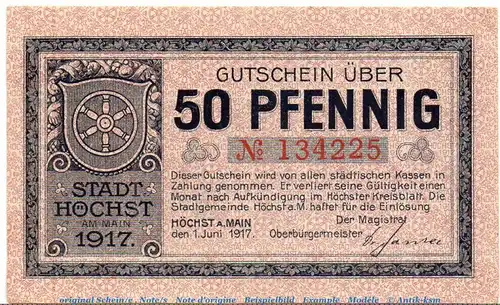 GUTSCHEIN ÜBER
50 PFENNIG
№ 134225
Dieser Gutschein wird von allen städtischen Kassen in
Zahlung genommen. Er verliert seine Gültigkeit einen
Monat nach Aufkündigung im Höchster Kreisblatt. Die
Stadtgemeinde Höchst a. M. haftet für die Einlösung
HÖCHST A. MAIN
den 1. Juni 1917.
Der Magistrat
Oberbürgermeister
STADT
HÖCHST
AM MAIN
1917.
original Schein/e , Note/s Note d'origine Beispielbild Example Modéle © Antik-ksm